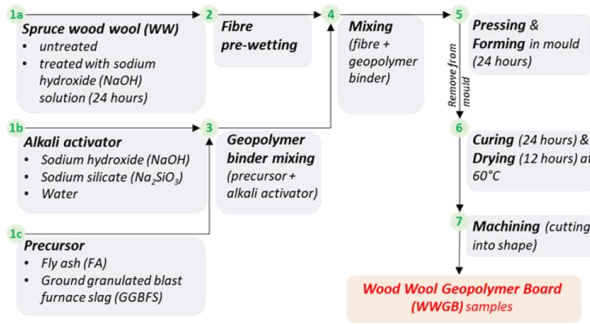 1a
Spruce wood wool (WW)
• untreated
• treated with sodium
hydroxide (NaOH)
solution (24 hours)
2
Fibre
pre-wetting
4
Mixing
(fibre +
geopolymer
binder)
5
Pressing &
Forming in mould
(24 hours)
Remove from
mould
1b
Alkali activator
• Sodium hydroxide (NaOH)
• Sodium silicate (Na₂SiO₃)
• Water
3
Geopolymer
binder mixing
(precursor +
alkali activator)
6
Curing (24 hours) &
Drying (12 hours) at
60°C
1c
Precursor
• Fly ash (FA)
• Ground granulated blast
furnace slag (GGBFS)
7
Machining (cutting
into shape)
Wood Wool Geopolymer Board
(WWGB) samples